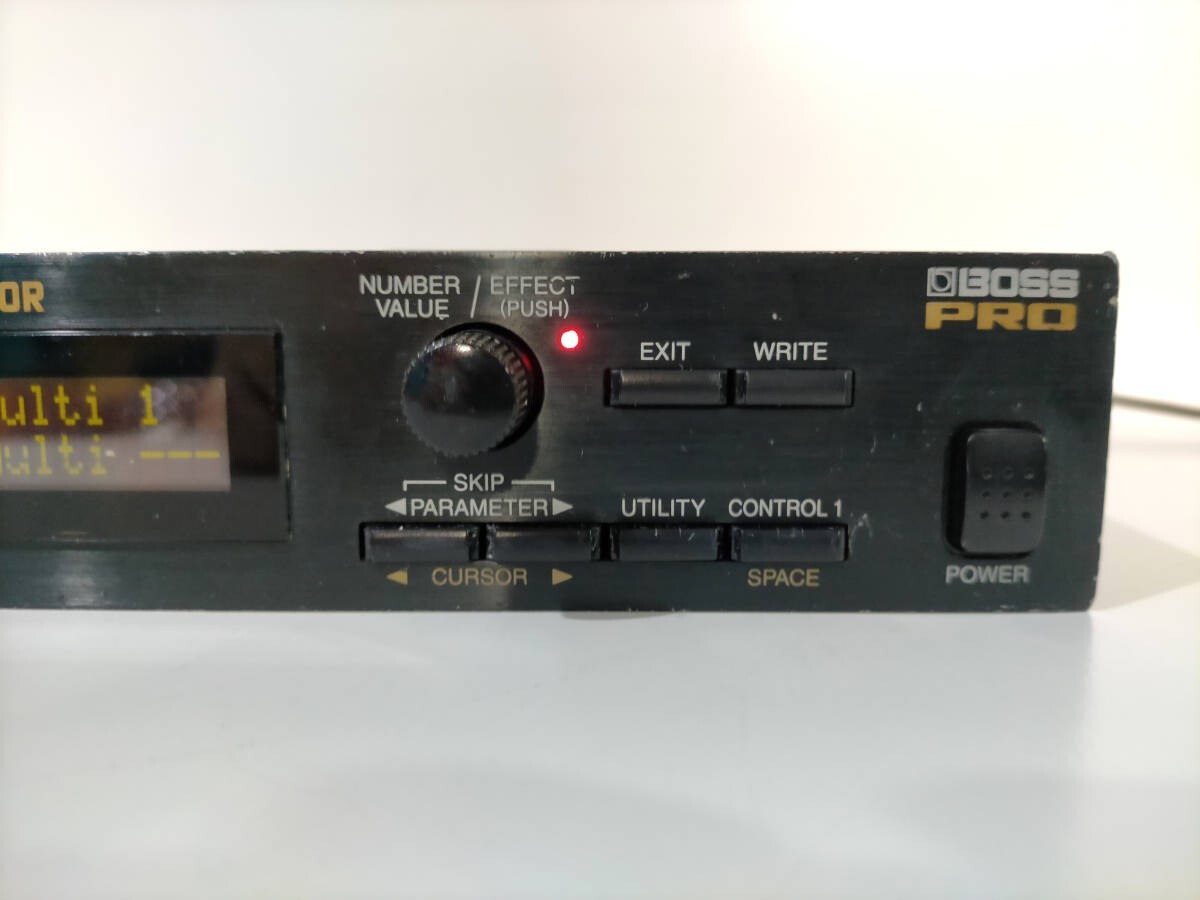 OR
NUMBER / EFFECT
VALUE (PUSH)
BOSS
PRO
EXIT WRITE
ulti 1
ulti ---
SKIP
◀PARAMETER▶
UTILITY CONTROL 1
◀ CURSOR ▶
SPACE
POWER